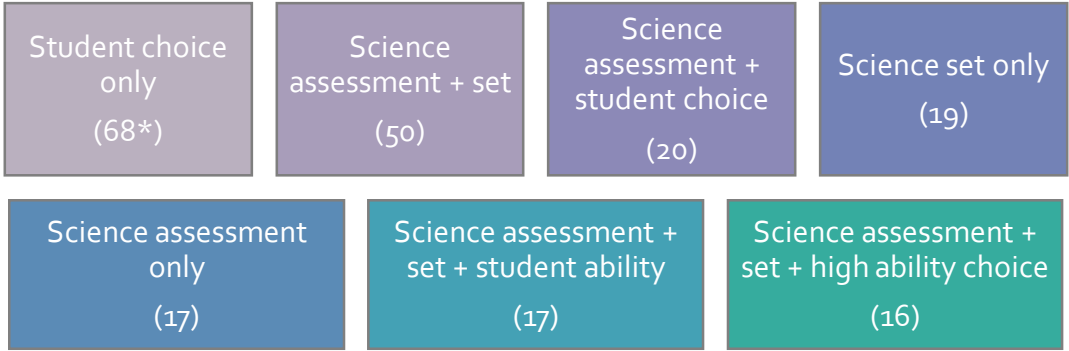 Student choice
only
(68*)
Science
assessment + set
(50)
Science
assessment +
student choice
(20)
Science set only
(19)
Science assessment
only
(17)
Science assessment +
set + student ability
(17)
Science assessment +
set + high ability choice
(16)